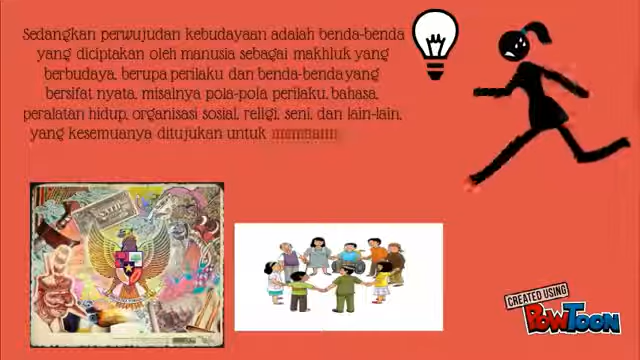 Sedangkan perwujudan kebudayaan adalah benda-benda
yang diciptakan oleh manusia sebagai makhluk yang
berbudaya, berupa perilaku dan benda-benda yang
bersifat nyata, misalnya pola-pola perilaku, bahasa,
peralatan hidup, organisasi sosial, religi, seni, dan lain-lain,
yang kesemuanya ditujukan untuk
CREATED USING
POWTOON